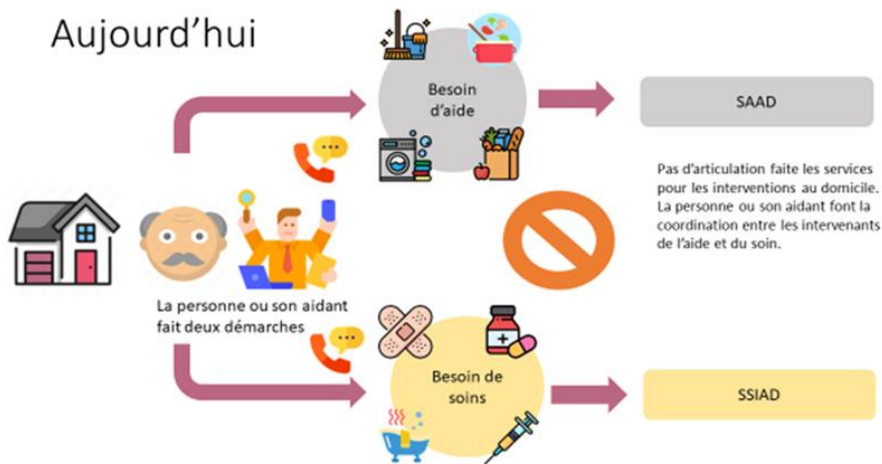 Aujourd'hui
Besoin
d'aide
SAAD
Pas d'articulation faite les services
pour les interventions au domicile.
La personne ou son aidant font la
coordination entre les intervenants
de l'aide et du soin.
La personne ou son aidant
fait deux démarches
Besoin de
soins
SSIAD